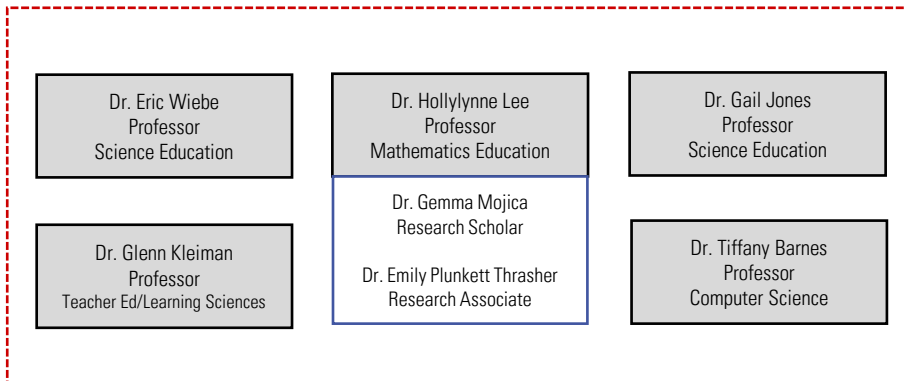 Dr. Eric Wiebe
Professor
Science Education
Dr. Hollylynne Lee
Professor
Mathematics Education
Dr. Gail Jones
Professor
Science Education
Dr. Glenn Kleiman
Professor
Teacher Ed/Learning Sciences
Dr. Gemma Mojica
Research Scholar
Dr. Emily Plunkett Thrasher
Research Associate
Dr. Tiffany Barnes
Professor
Computer Science